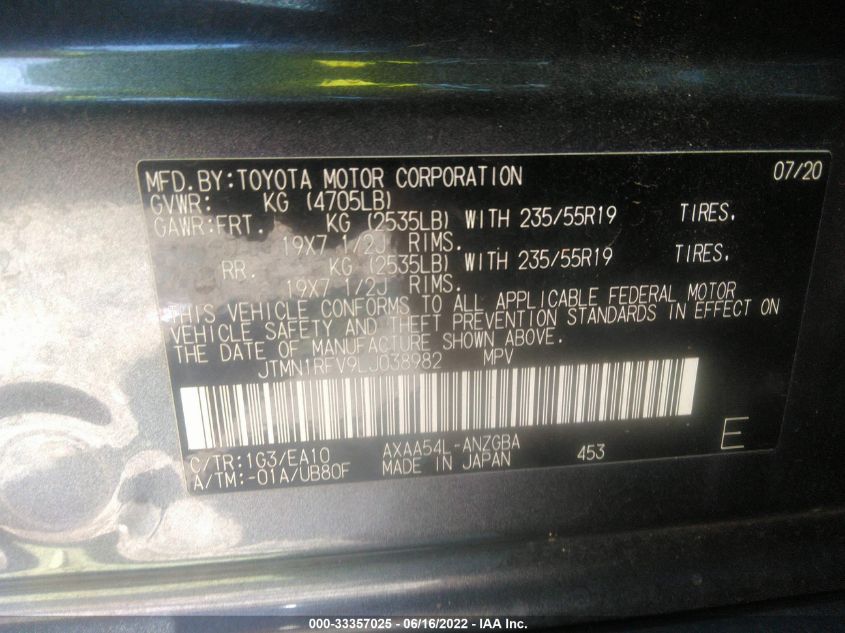 MFD.BY:TOYOTA MOTOR CORPORATION 07/20
GVWR: KG (4705LB)
GAWR:FRT. KG (2535LB) WITH 235/55R19 TIRES.
19X7 1/2J RIMS.
RR. KG (2535LB) WITH 235/55R19 TIRES.
19X7 1/2J RIMS.
THIS VEHICLE CONFORMS TO ALL APPLICABLE FEDERAL MOTOR
VEHICLE SAFETY AND THEFT PREVENTION STANDARDS IN EFFECT ON
THE DATE OF MANUFACTURE SHOWN ABOVE.
JTMN1RFV9LJ038982 MPV
C/TR:1G3/EA10 AXAA54L-ANZGBA
A/TM:-01A/UB80F MADE IN JAPAN 453 E
000-33357025 - 06/16/2022 - IAA Inc.